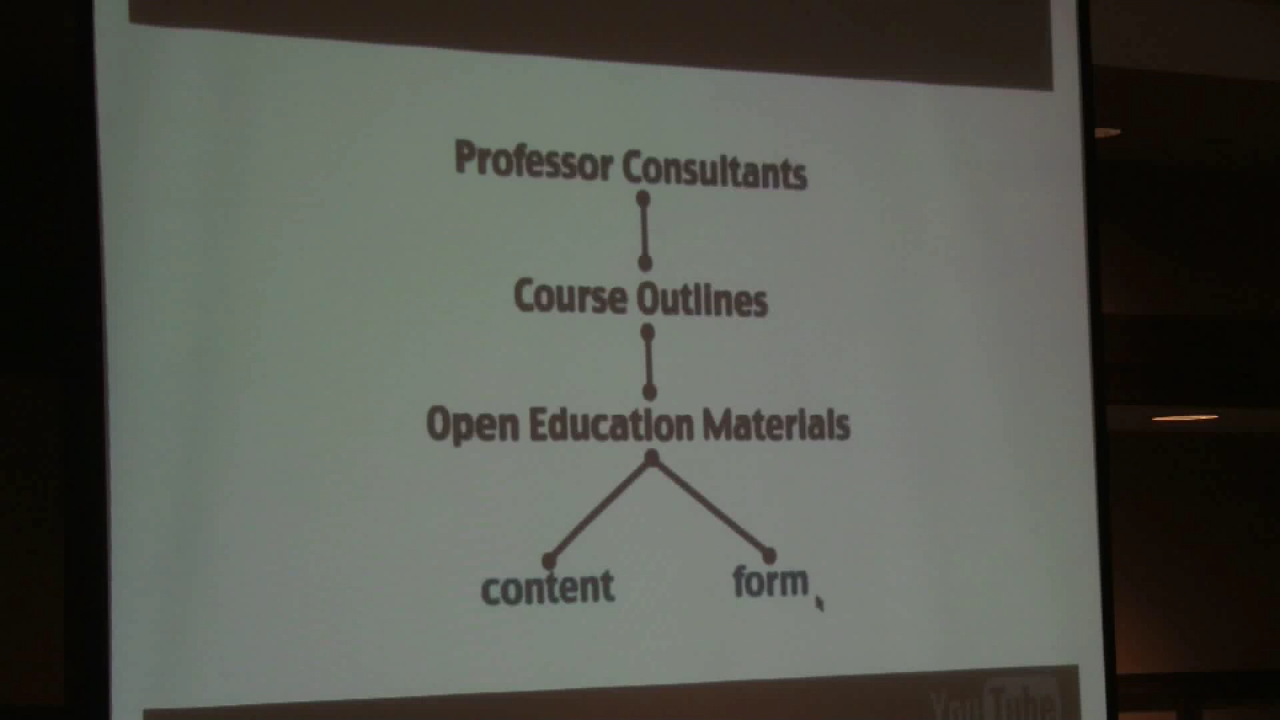 Professor Consultants
Course Outlines
Open Education Materials
content
form
YouTube